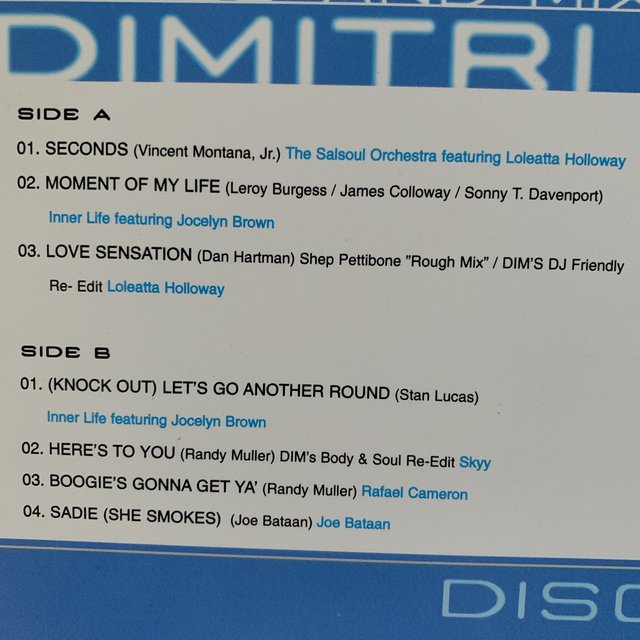 DIMITRI
SIDE A
01. SECONDS (Vincent Montana, Jr.) The Salsoul Orchestra featuring Loleatta Holloway
02. MOMENT OF MY LIFE (Leroy Burgess / James Colloway / Sonny T. Davenport)
Inner Life featuring Jocelyn Brown
03. LOVE SENSATION (Dan Hartman) Shep Pettibone "Rough Mix" / DIM'S DJ Friendly
Re- Edit Loleatta Holloway
SIDE B
01. (KNOCK OUT) LET'S GO ANOTHER ROUND (Stan Lucas)
Inner Life featuring Jocelyn Brown
02. HERE'S TO YOU (Randy Muller) DIM's Body & Soul Re-Edit Skyy
03. BOOGIE'S GONNA GET YA' (Randy Muller) Rafael Cameron
04. SADIE (SHE SMOKES) (Joe Bataan) Joe Bataan
DISC